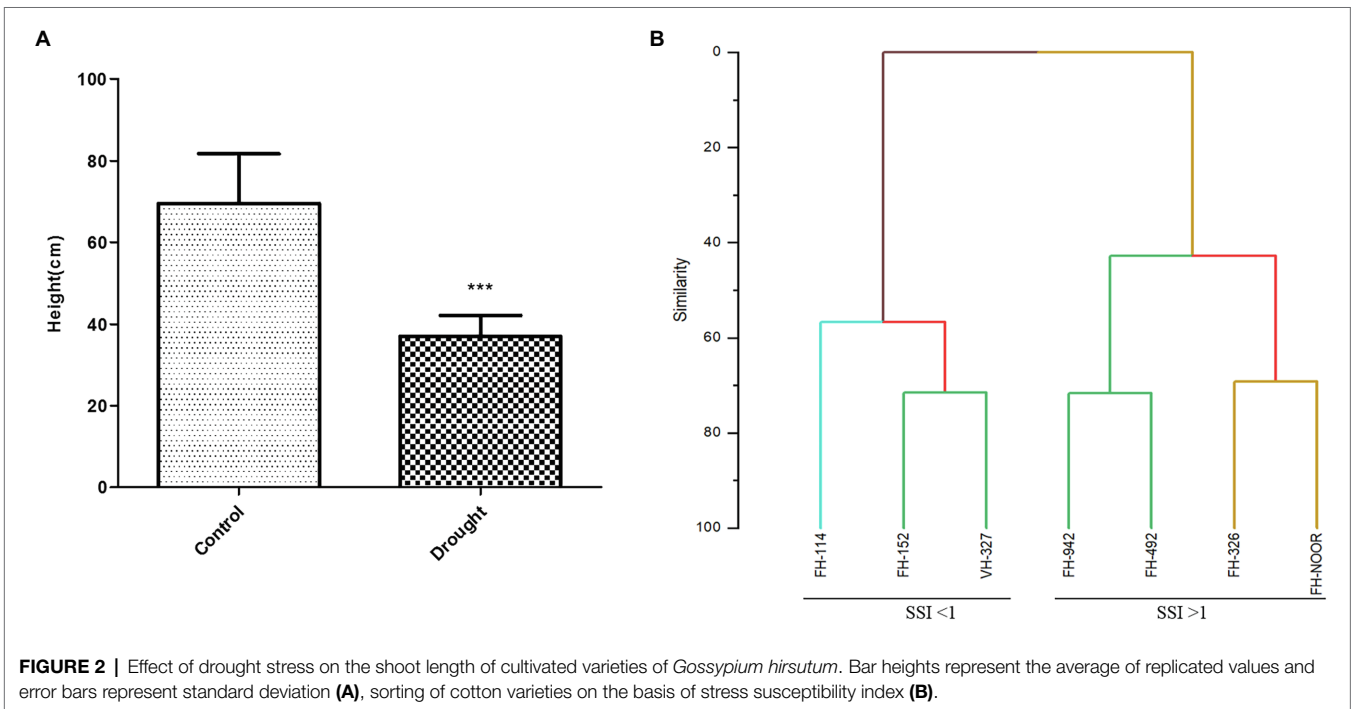 A
100
80
60
40
20
0
Height(cm)
***
Control
Drought
B
0
20
40
60
80
100
Similarity
FH-114
FH-152
VH-327
FH-942
FH-492
FH-326
FH-NOOR
SSI <1
SSI >1
FIGURE 2 | Effect of drought stress on the shoot length of cultivated varieties of Gossypium hirsutum. Bar heights represent the average of replicated values and
error bars represent standard deviation (A), sorting of cotton varieties on the basis of stress susceptibility index (B).